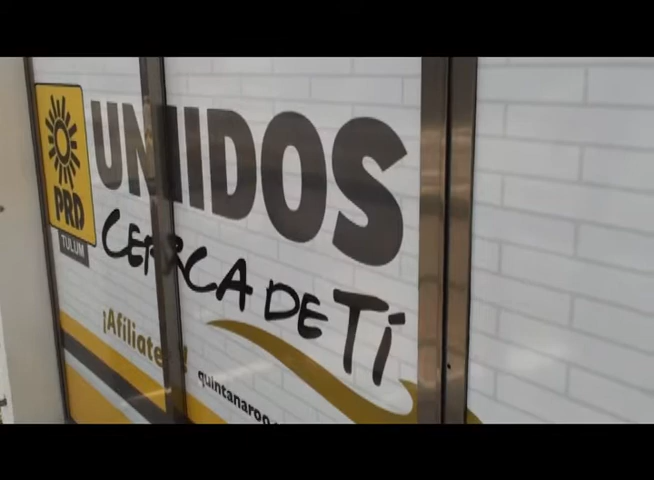 PRD
TULUM
UNIDOS
CERCA DE Tí
¡Afíliate!
quintanaroo